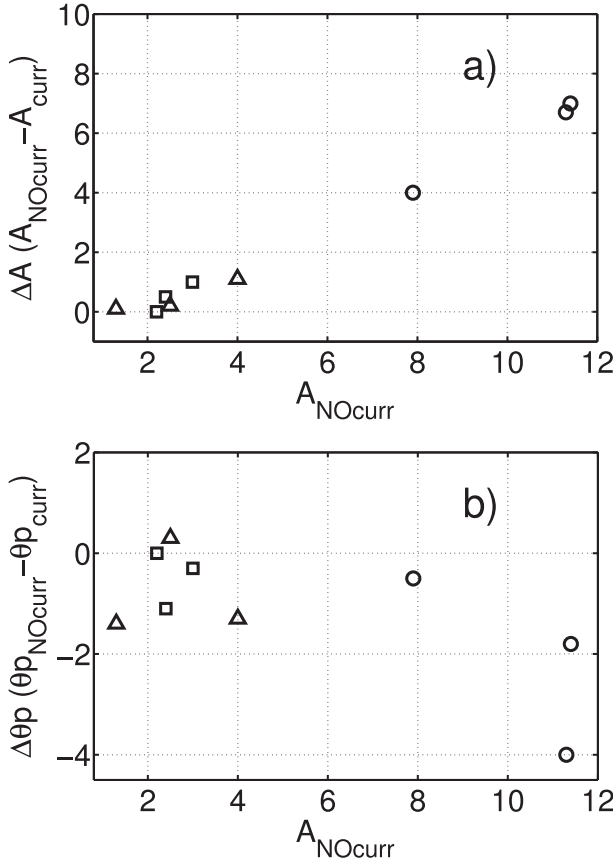 10
8
6
4
2
0
ΔA (A_NOcurr−A_curr)
a)
2 4 6 8 10 12
A_NOcurr
2
0
−2
−4
Δθp (θp_NOcurr−θp_curr)
b)
2 4 6 8 10 12
A_NOcurr